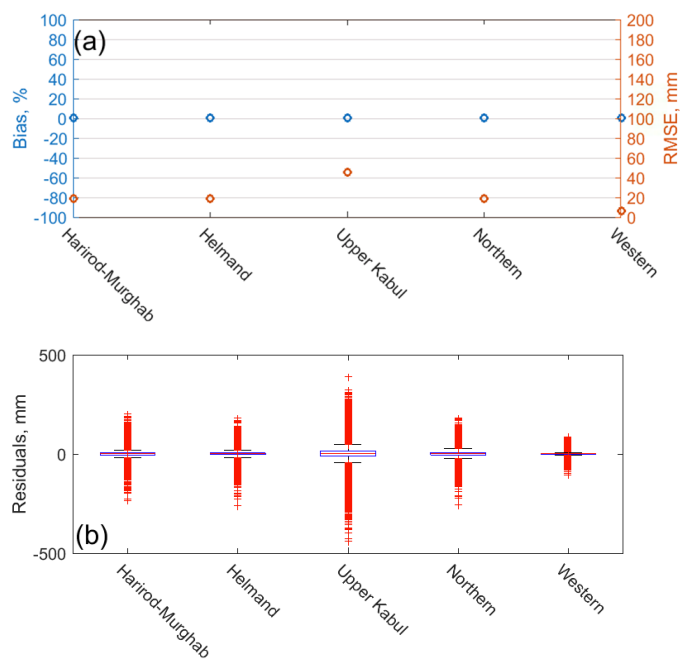 (a)
Bias, %
100
80
60
40
20
0
-20
-40
-60
-80
-100
RMSE, mm
200
180
160
140
120
100
80
60
40
20
0
Harirod-Murghab
Helmand
Upper Kabul
Northern
Western
(b)
Residuals, mm
500
0
-500
Harirod-Murghab
Helmand
Upper Kabul
Northern
Western